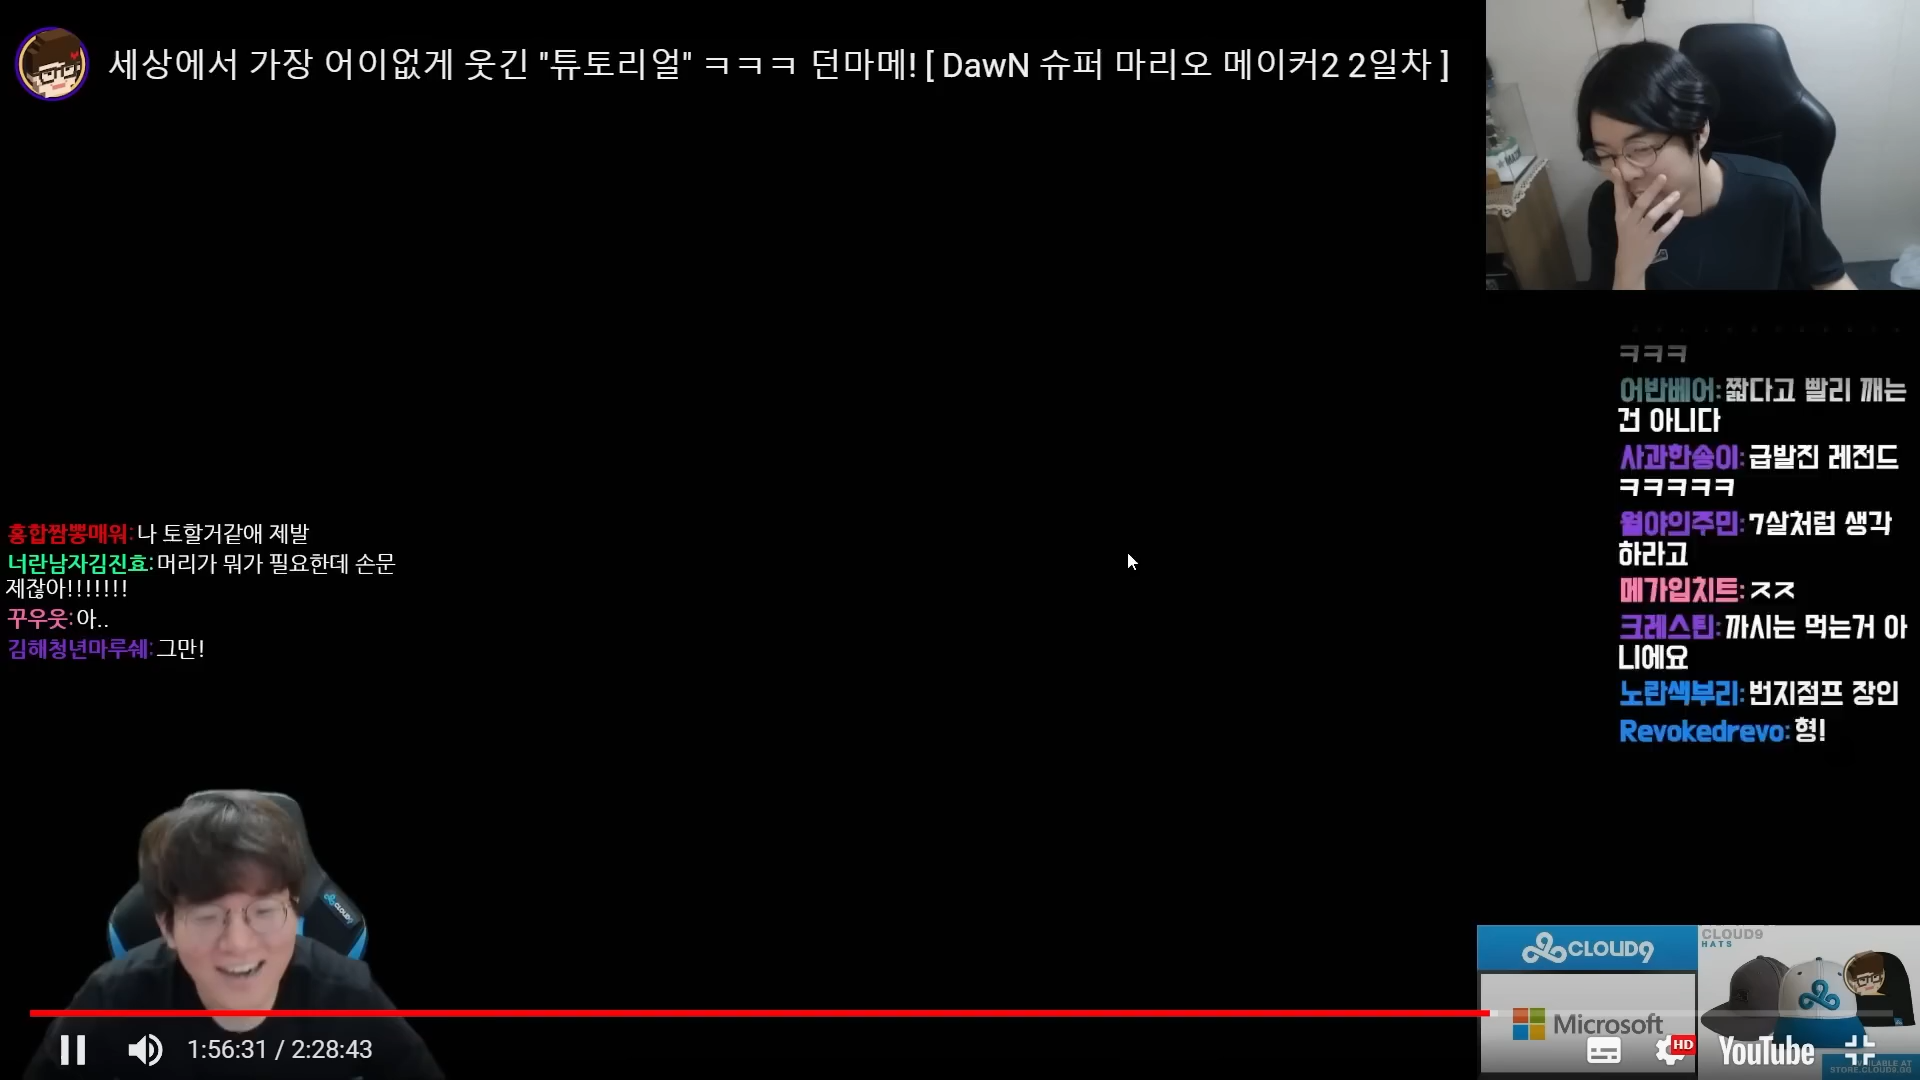 세상에서 가장 어이없게 웃긴 "튜토리얼" ㅋㅋㅋ 던마메! [ DawN 슈퍼 마리오 메이커2 2일차 ]
ㅋㅋㅋ
어반베어: 짧다고 빨리 깨는
건 아니다
사과한송이: 급발진 레전드
ㅋㅋㅋㅋㅋ
월야의주민: 7살처럼 생각
하라고
메가입치트: ㅈㅈ
크레스틴: 까시는 먹는거 아
니에요
노란색부리: 번지점프 장인
Revokedrevo: 형!
홍합짬뽕매워: 나 토할거같애 제발
너란남자김진효: 머리가 뭐가 필요한데 손문
제잖아!!!!!!!
꾸우웃: 아..
김해청년마루쉐: 그만!
CLOUD9
CLOUD9
HATS
CLOUD9
Microsoft
1:56:31 / 2:28:43
HD
YouTube
AVAILABLE AT
STORE.CLOUD9.GG